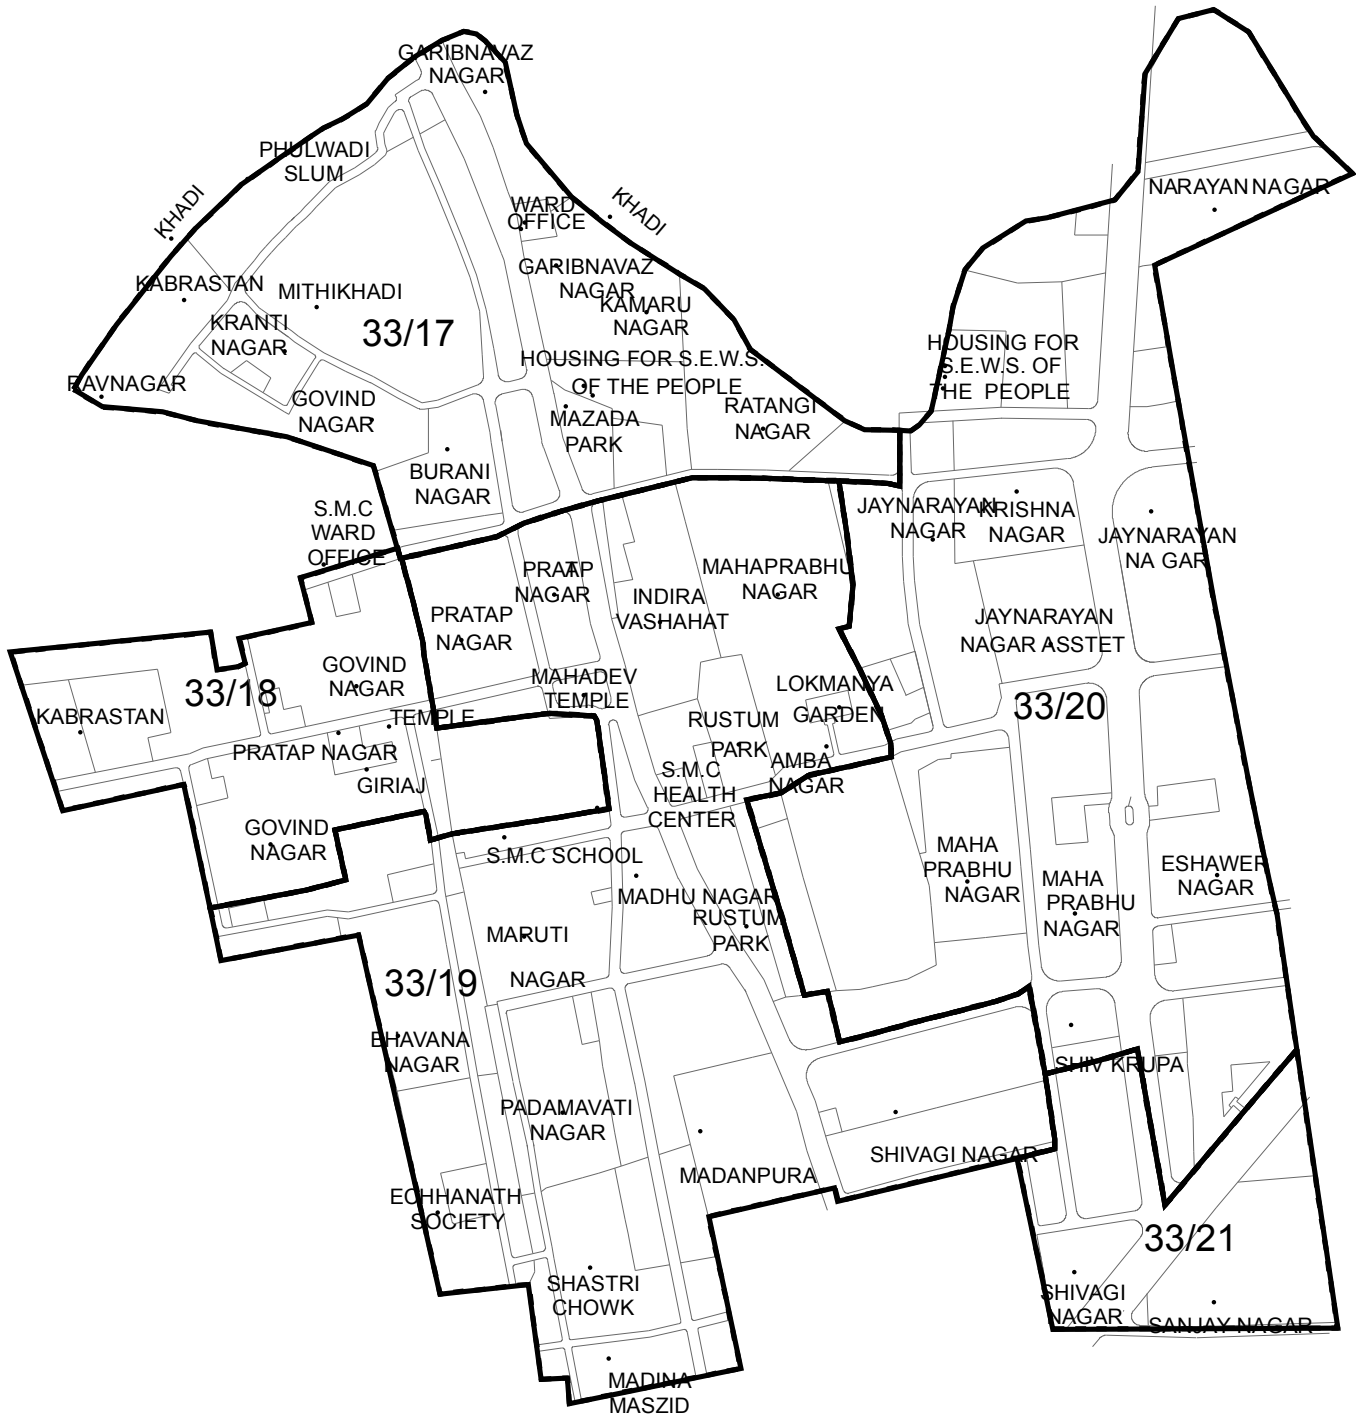 GARIBNAVAZ
NAGAR
PHULWADI
SLUM
KHADI
WARD
OFFICE
KHADI
NARAYAN NAGAR
GARIBNAVAZ
NAGAR
KABRASTAN
MITHIKHADI
KAMARU
NAGAR
KRANTI
NAGAR
33/17
HOUSING FOR S.E.W.S.
OF THE PEOPLE
HOUSING FOR
S.E.W.S. OF
THE PEOPLE
RAVNAGAR
GOVIND
NAGAR
MAZADA
PARK
RATANGI
NAGAR
BURANI
NAGAR
S.M.C
WARD
OFFICE
JAYNARAYAN
NAGAR
KRISHNA
NAGAR
JAYNARAYAN
NA GAR
PRATAP
NAGAR
MAHAPRABHU
NAGAR
INDIRA
VASHAHAT
PRATAP
NAGAR
JAYNARAYAN
NAGAR ASSTET
GOVIND
NAGAR
33/18
MAHADEV
TEMPLE
LOKMANYA
GARDEN
33/20
KABRASTAN
TEMPLE
RUSTUM
PARK
PRATAP NAGAR
S.M.C
HEALTH
CENTER
AMBA
NAGAR
GIRIAJ
GOVIND
NAGAR
S.M.C SCHOOL
MAHA
PRABHU
NAGAR
MAHA
PRABHU
NAGAR
ESHAWER
NAGAR
MADHU NAGAR
RUSTUM
PARK
MARUTI
NAGAR
33/19
BHAVANA
NAGAR
SHIV KRUPA
PADAMAVATI
NAGAR
SHIVAGI NAGAR
MADANPURA
ECHHANATH
SOCIETY
33/21
SHASTRI
CHOWK
SHIVAGI
NAGAR
SANJAY NAGAR
MADINA
MASZID